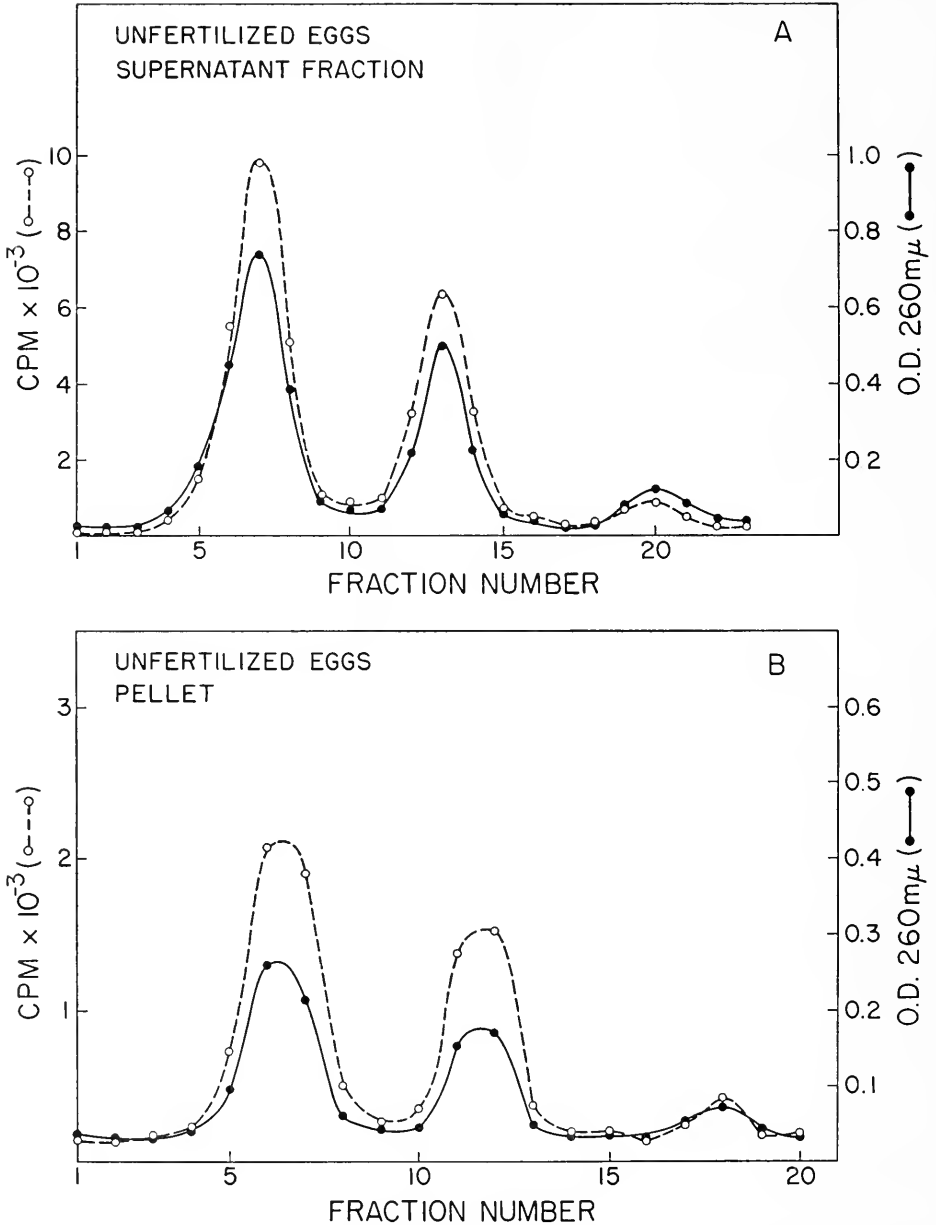 UNFERTILIZED EGGS
SUPERNATANT FRACTION
A
CPM × 10⁻³ (o---o)
10
8
6
4
2
1.0
0.8
0.6
0.4
0 2
O.D. 260mμ (●—●)
1
5
10
15
20
FRACTION NUMBER
UNFERTILIZED EGGS
PELLET
B
CPM × 10⁻³ (o---o)
3
2
1
0.6
0.5
0.4
0.3
0.2
0.1
O.D. 260mμ (●—●)
1
5
10
15
20
FRACTION NUMBER